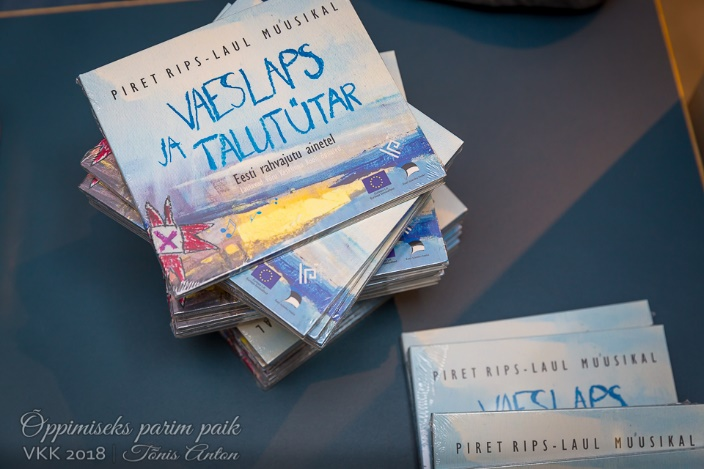 PIRET RIPS-LAUL MUUSIKAL
VAESLAPS
JA TALUTÜTAR
Eesti rahvajutu ainetel
PIRET RIPS-LAUL MUUSIKAL
VAESLAPS
PIRET RIPS-LAUL MUUSIKAL
Õppimiseks parim paik
VKK 2018 | Tõnis Anton